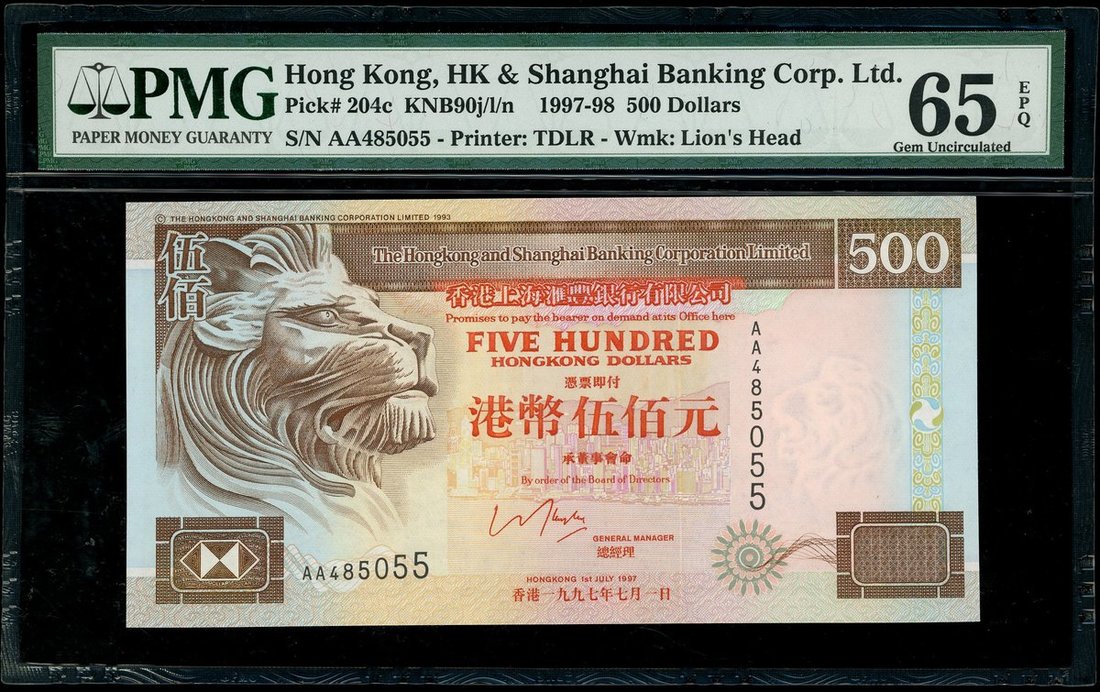 PMG
PAPER MONEY GUARANTY
Hong Kong, HK & Shanghai Banking Corp. Ltd.
Pick# 204c KNB90j/l/n 1997-98 500 Dollars
S/N AA485055 - Printer: TDLR - Wmk: Lion's Head
65
EPQ
Gem Uncirculated
© THE HONGKONG AND SHANGHAI BANKING CORPORATION LIMITED 1993
伍佰
The Hongkong and Shanghai Banking Corporation Limited
500
香港上海滙豐銀行有限公司
Promises to pay the bearer on demand at its Office here
FIVE HUNDRED
HONGKONG DOLLARS
憑票即付
港幣伍佰元
承董事會命
By order of the Board of Directors
GENERAL MANAGER
總經理
HONGKONG 1st JULY 1997
香港一九九七年七月一日
AA485055
AA485055